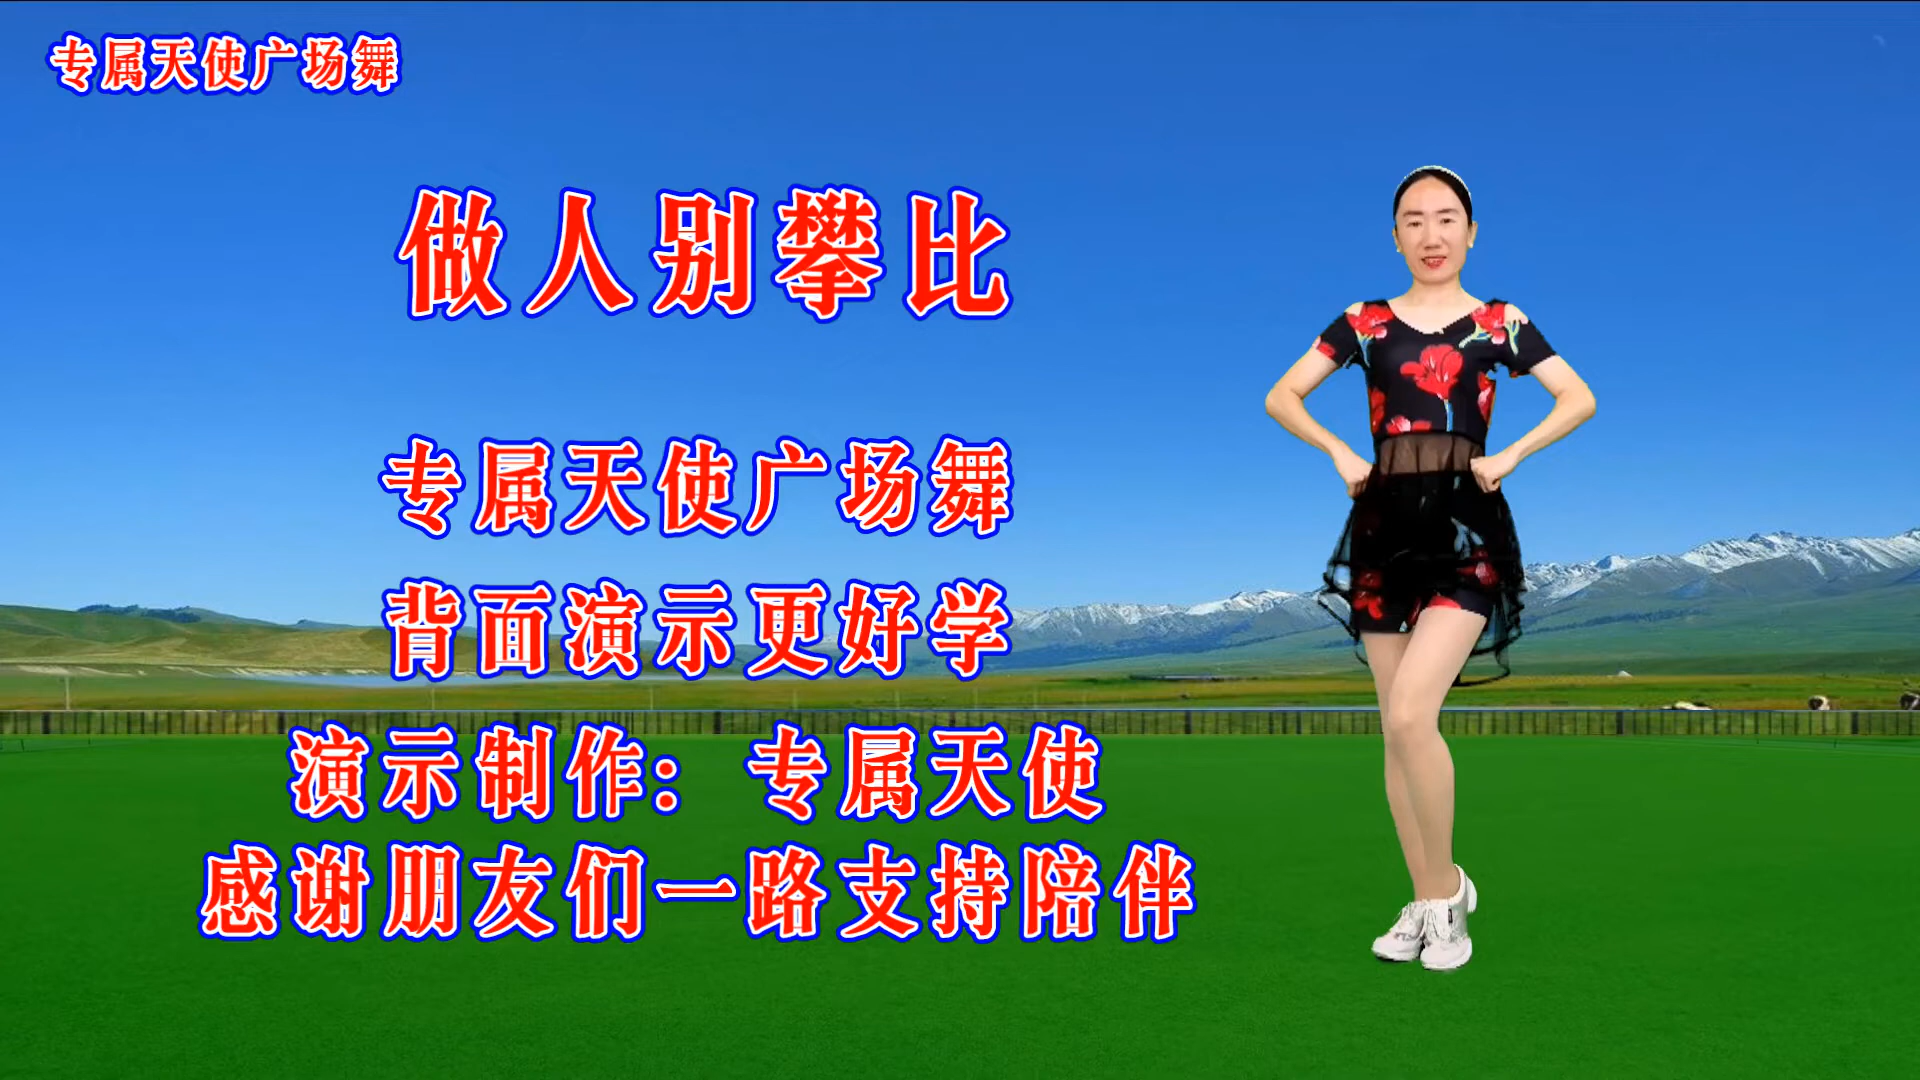 专属天使广场舞
做人别攀比
专属天使广场舞
背面演示更好学
演示制作：专属天使
感谢朋友们一路支持陪伴